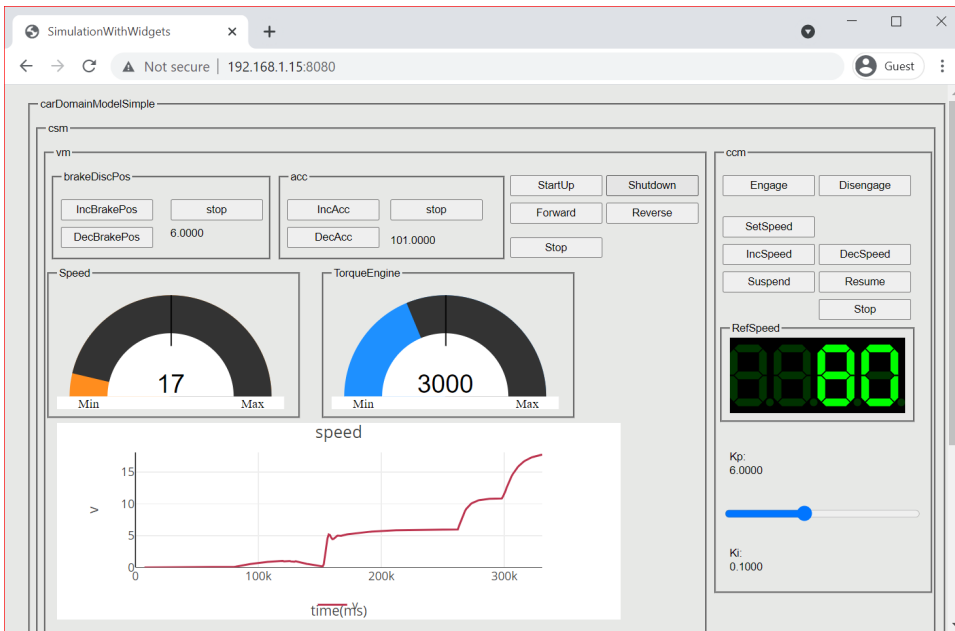 SimulationWithWidgets
Not secure | 192.168.1.15:8080
Guest
carDomainModelSimple
csm
vm
brakeDiscPos
IncBrakePos stop
DecBrakePos 6.0000
acc
IncAcc stop
DecAcc 101.0000
StartUp Shutdown
Forward Reverse
Stop
Speed
17
Min Max
TorqueEngine
3000
Min Max
speed
v
15
10
5
0
0 100k 200k 300k
time(ms)
v
ccm
Engage Disengage
SetSpeed
IncSpeed DecSpeed
Suspend Resume
Stop
RefSpeed
30
Kp:
6.0000
Ki:
0.1000